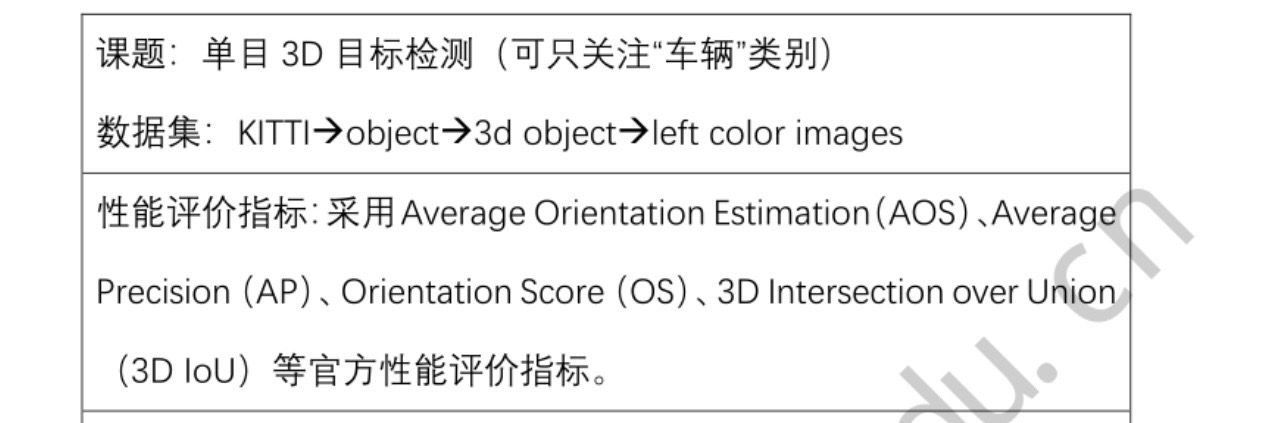 课题：单目 3D 目标检测（可只关注“车辆”类别）
数据集：KITTI→object→3d object→left color images
性能评价指标：采用 Average Orientation Estimation（AOS）、Average
Precision（AP）、Orientation Score（OS）、3D Intersection over Union
（3D IoU）等官方性能评价指标。
du.cn